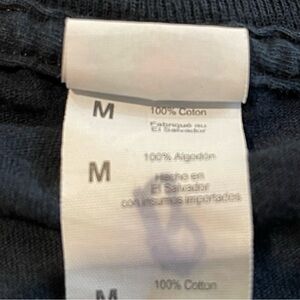 M 100% Coton
Fabriqué au
El Salvador
M 100% Algodón
Hecho en
El Salvador
con insumos importados
M 100% Cotton